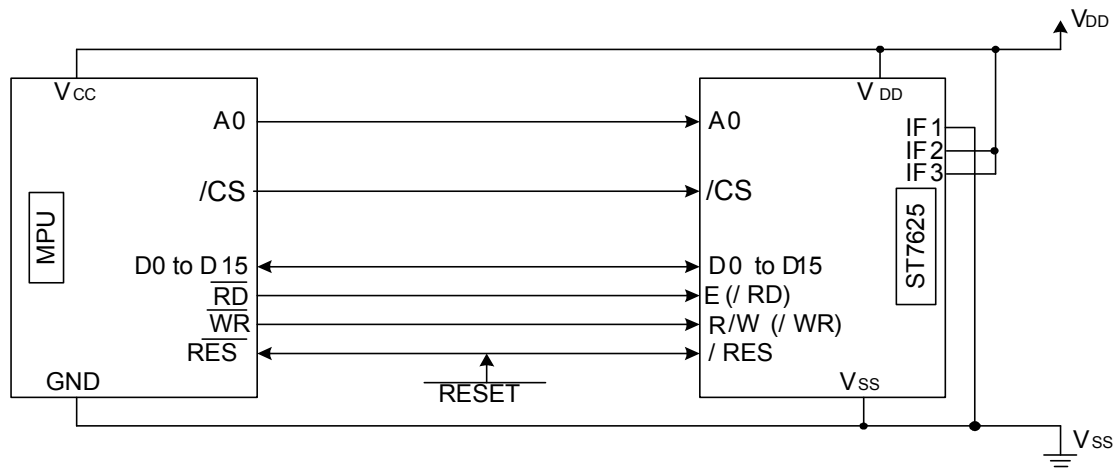 VDD
VCC
VDD
A0
A0
IF1
IF2
IF3
/CS
/CS
MPU
ST7625
D0 to D15
D0 to D15
RD
E (/ RD)
WR
R/W (/ WR)
RES
/ RES
GND
RESET
VSS
VSS